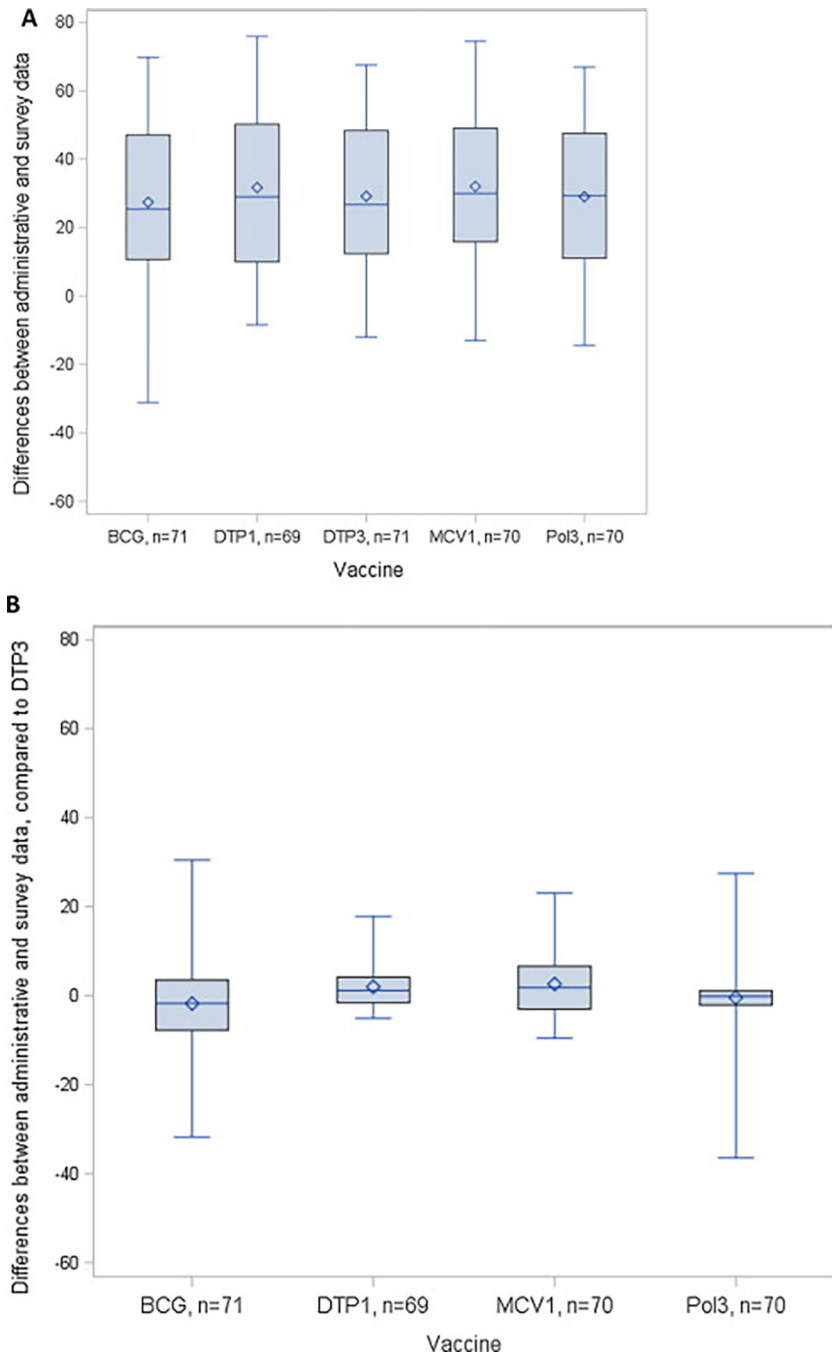 A
Differences between administrative and survey data
80
60
40
20
0
-20
-40
-60
BCG, n=71 DTP1, n=69 DTP3, n=71 MCV1, n=70 Pol3, n=70
Vaccine
B
Differences between administrative and survey data, compared to DTP3
80
60
40
20
0
-20
-40
-60
BCG, n=71 DTP1, n=69 MCV1, n=70 Pol3, n=70
Vaccine